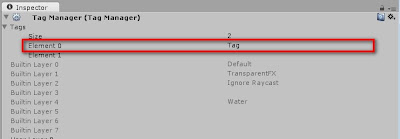 Inspector
Tag Manager (Tag Manager)
Tags
Size 2
Element 0 Tag
Element 1
Builtin Layer 0 Default
Builtin Layer 1 TransparentFX
Builtin Layer 2 Ignore Raycast
Builtin Layer 3
Builtin Layer 4 Water
Builtin Layer 5
Builtin Layer 6
Builtin Layer 7